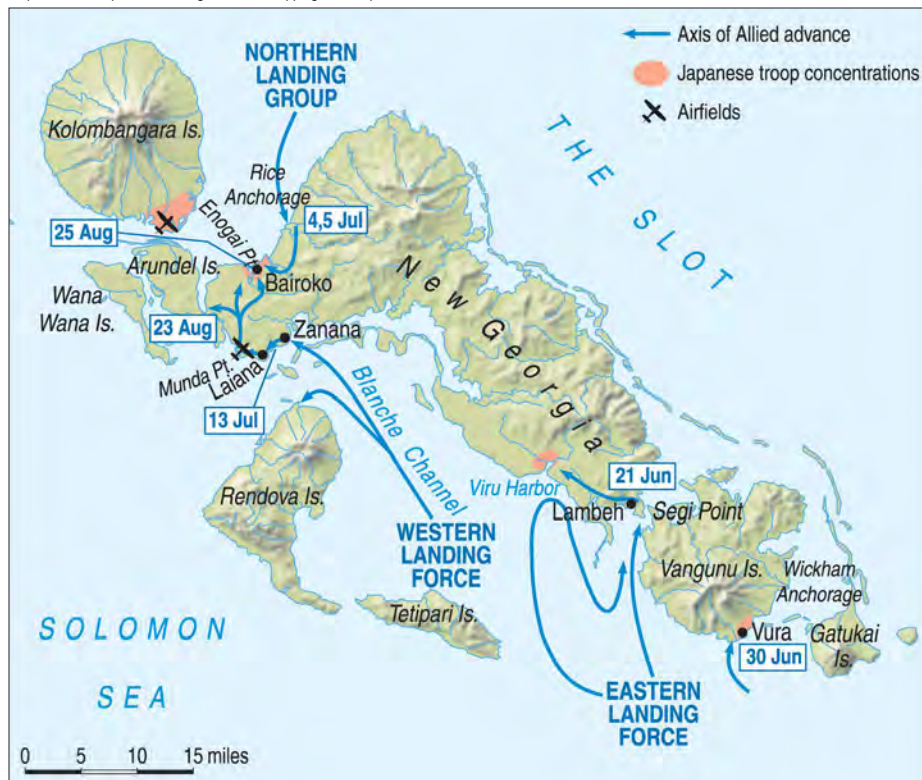 Axis of Allied advance
Japanese troop concentrations
Airfields
NORTHERN
LANDING
GROUP
Kolombangara Is.
THE SLOT
Rice
Anchorage
Enogai Pt.
4,5 Jul
25 Aug
Arundel Is.
Bairoko
Wana
Wana Is.
New Georgia
23 Aug
Zanana
Munda Pt.
Laiana
13 Jul
Blanche Channel
Rendova Is.
Viru Harbor
21 Jun
Lambeh
Segi Point
WESTERN
LANDING
FORCE
Vangunu Is.
Wickham
Anchorage
Tetipari Is.
SOLOMON
SEA
Vura
Gatukai
Is.
30 Jun
EASTERN
LANDING
FORCE
0 5 10 15 miles